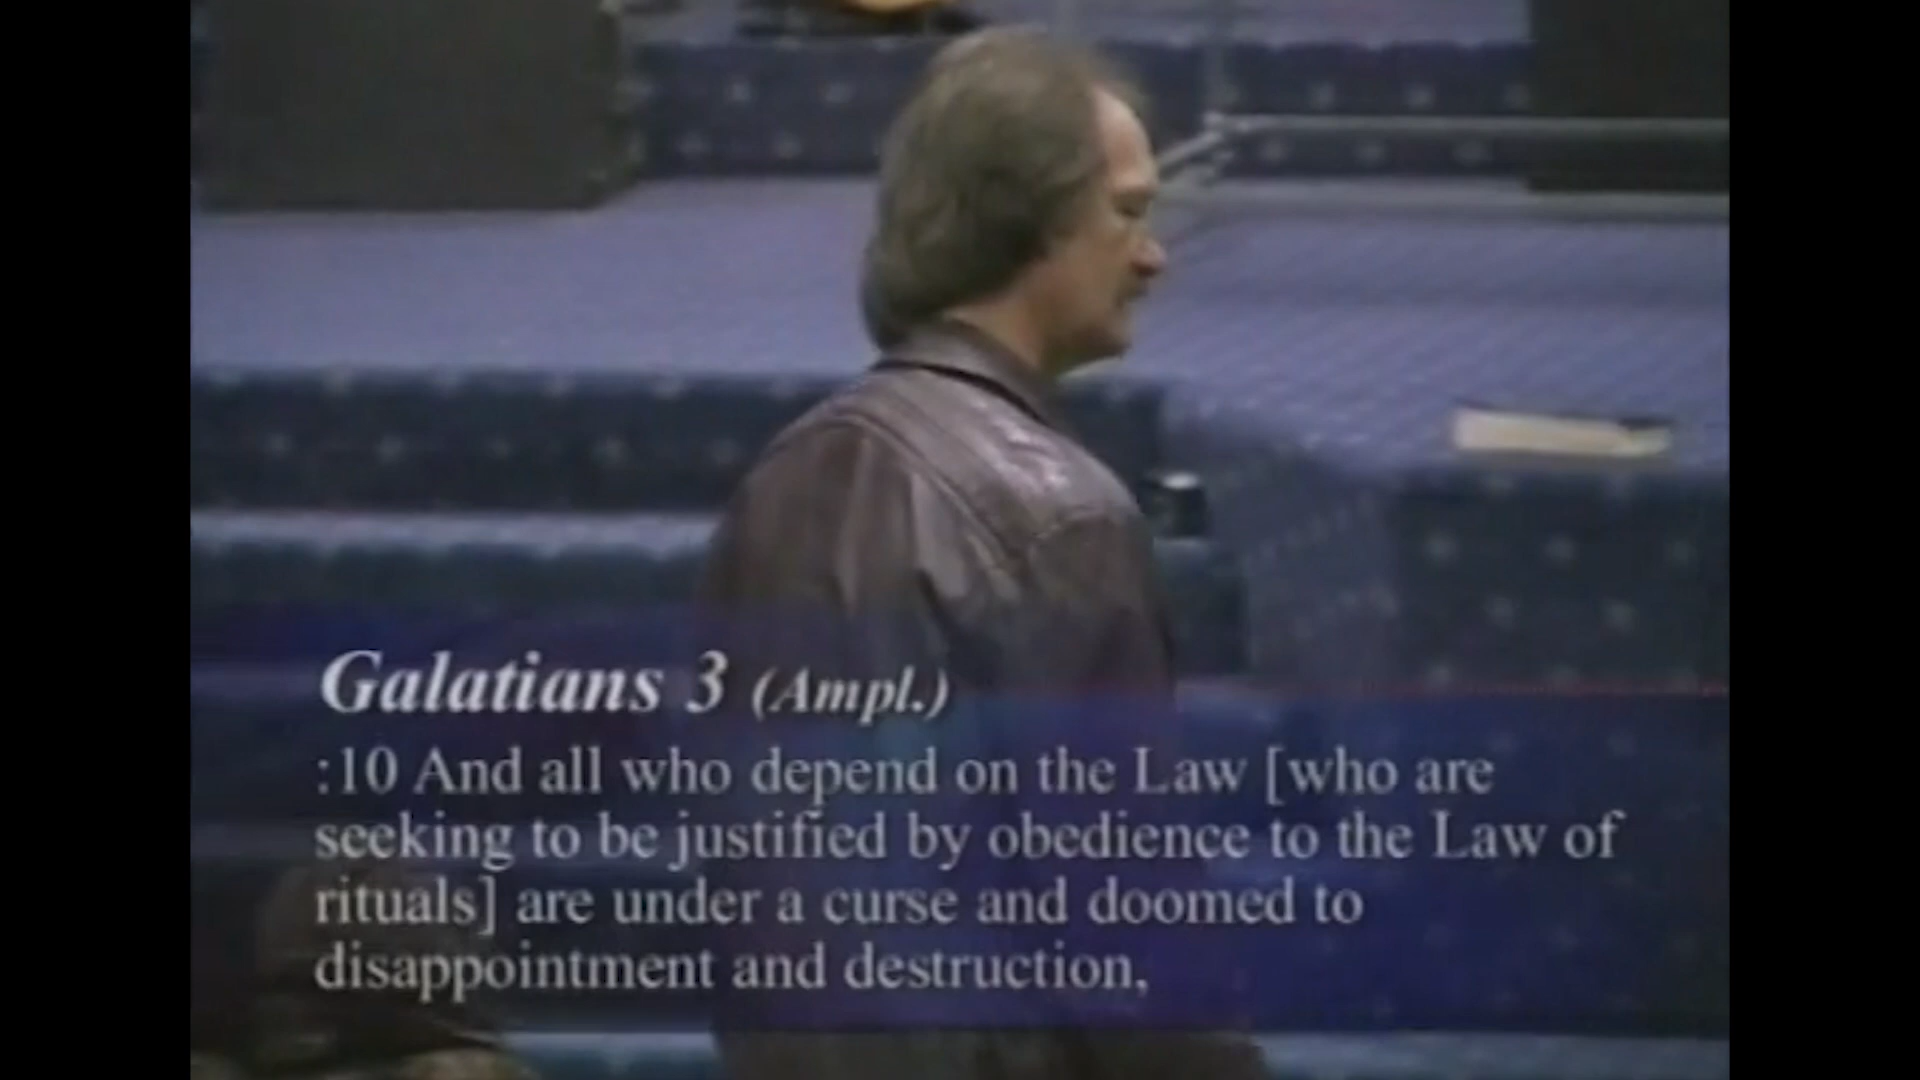 Galatians 3 (Ampl.)
:10 And all who depend on the Law [who are
seeking to be justified by obedience to the Law of
rituals] are under a curse and doomed to
disappointment and destruction,